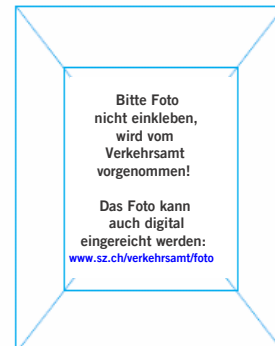 Bitte Foto
nicht einkleben,
wird vom
Verkehrsamt
vorgenommen!
Das Foto kann
auch digital
eingereicht werden:
www.sz.ch/verkehrsamt/foto